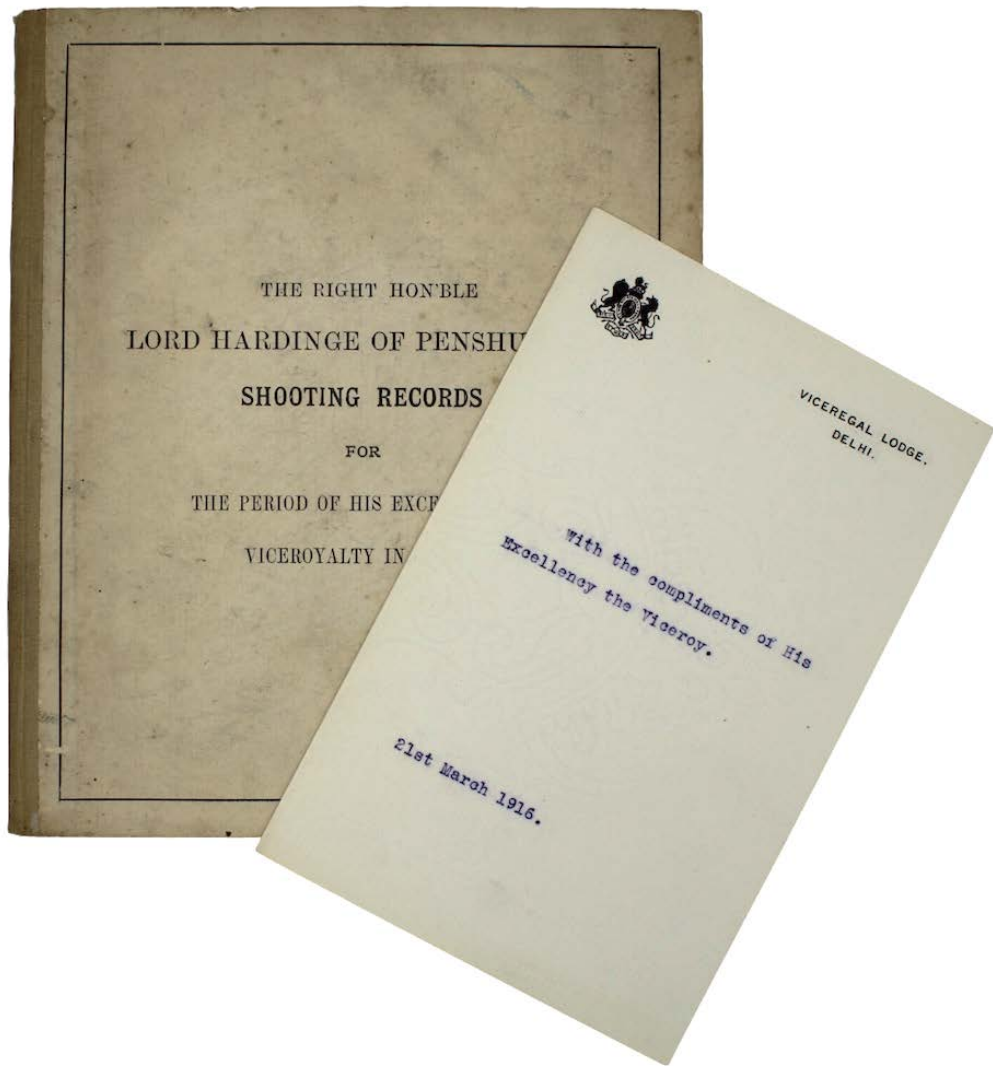 THE RIGHT HON'BLE
LORD HARDINGE OF PENSHU
SHOOTING RECORDS
FOR
THE PERIOD OF HIS EXCE
VICEROYALTY IN
VICEREGAL LODGE.
DELHI.
With the compliments of His
Excellency the Viceroy.
21st March 1916.